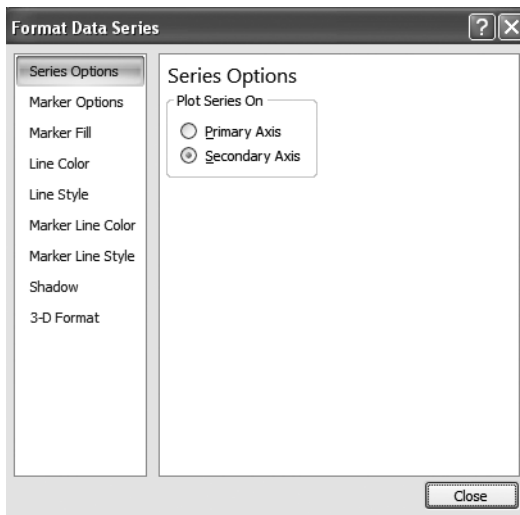 Format Data Series
?
X
Series Options
Marker Options
Marker Fill
Line Color
Line Style
Marker Line Color
Marker Line Style
Shadow
3-D Format
Series Options
Plot Series On
Primary Axis
Secondary Axis
Close